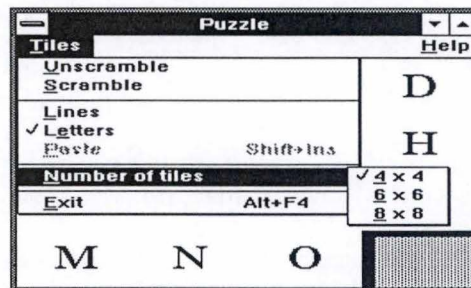 Puzzle
Tiles Help
Unscramble
Scramble
D
Lines
✓ Letters
H
Paste Shift+Ins
Number of tiles
✓ 4 x 4
6 x 6
Exit Alt+F4
8 x 8
M N O